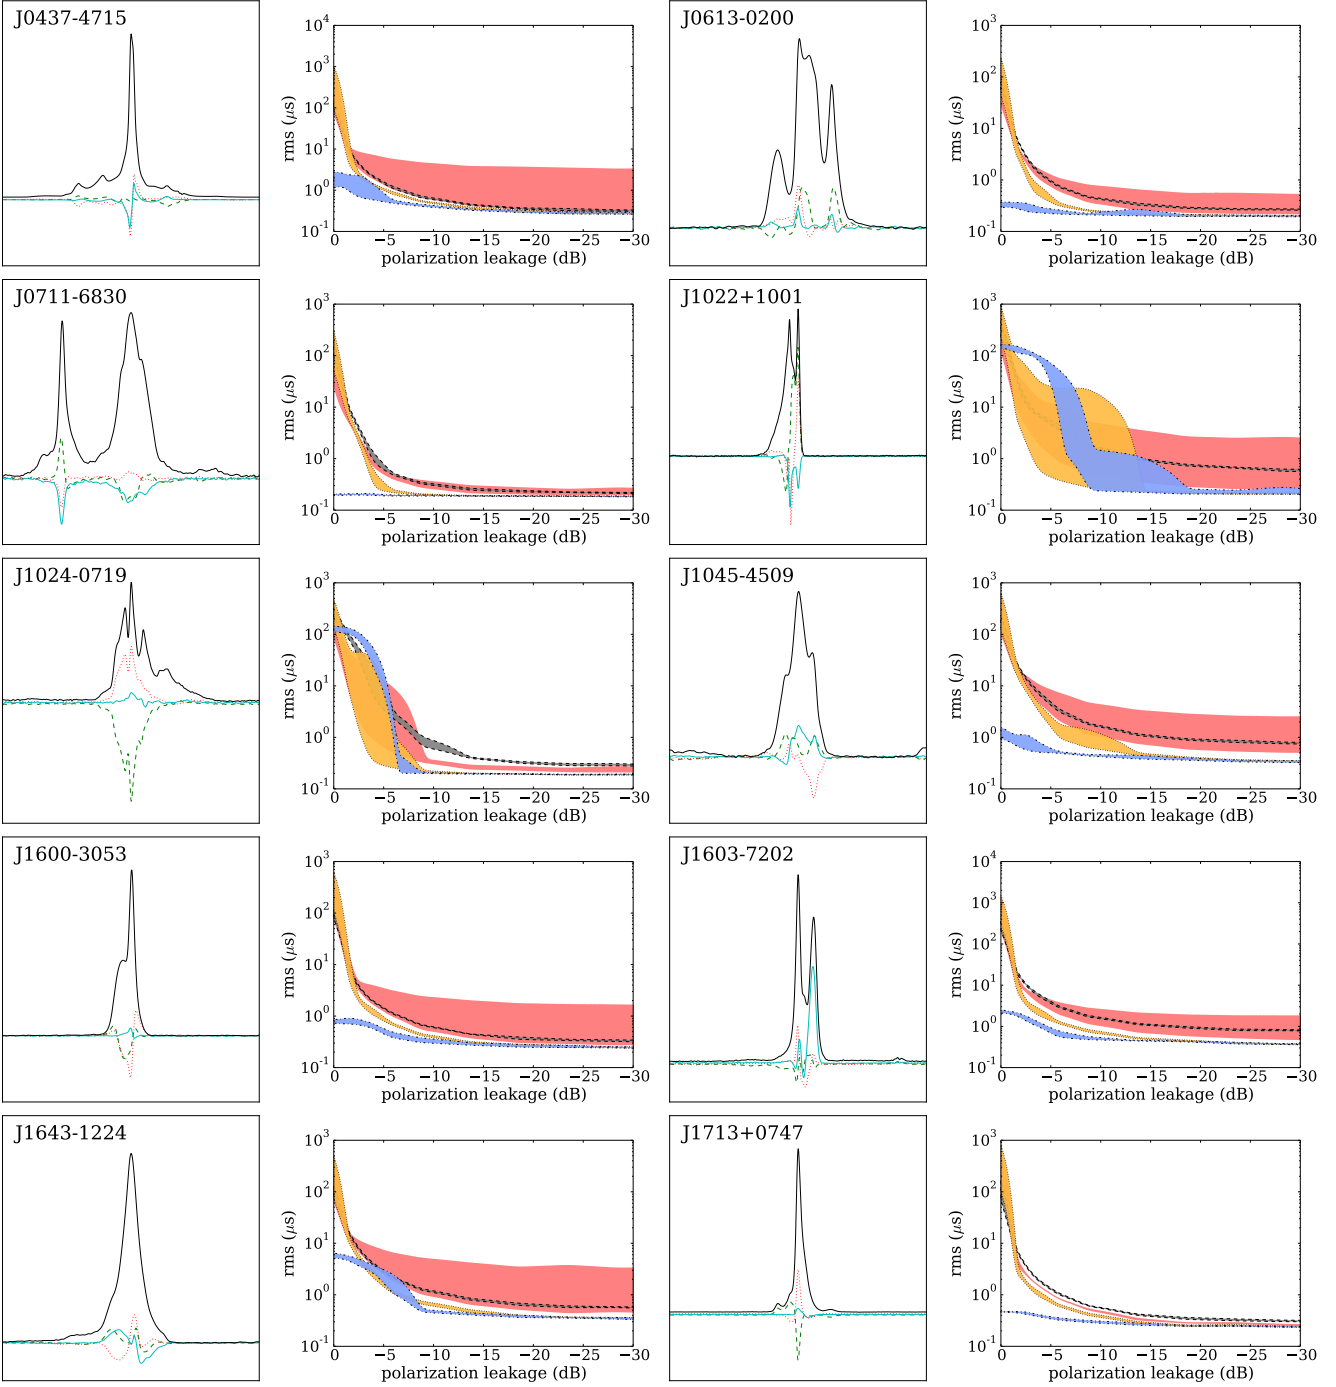 J0437-4715
10^4
10^3
10^2
10^1
10^0
10^-1
rms (μs)
0 −5 −10 −15 −20 −25 −30
polarization leakage (dB)
J0613-0200
10^3
10^2
10^1
10^0
10^-1
rms (μs)
0 −5 −10 −15 −20 −25 −30
polarization leakage (dB)
J0711-6830
10^3
10^2
10^1
10^0
10^-1
rms (μs)
0 −5 −10 −15 −20 −25 −30
polarization leakage (dB)
J1022+1001
10^3
10^2
10^1
10^0
10^-1
rms (μs)
0 −5 −10 −15 −20 −25 −30
polarization leakage (dB)
J1024-0719
10^3
10^2
10^1
10^0
10^-1
rms (μs)
0 −5 −10 −15 −20 −25 −30
polarization leakage (dB)
J1045-4509
10^3
10^2
10^1
10^0
10^-1
rms (μs)
0 −5 −10 −15 −20 −25 −30
polarization leakage (dB)
J1600-3053
10^3
10^2
10^1
10^0
10^-1
rms (μs)
0 −5 −10 −15 −20 −25 −30
polarization leakage (dB)
J1603-7202
10^4
10^3
10^2
10^1
10^0
10^-1
rms (μs)
0 −5 −10 −15 −20 −25 −30
polarization leakage (dB)
J1643-1224
10^3
10^2
10^1
10^0
10^-1
rms (μs)
0 −5 −10 −15 −20 −25 −30
polarization leakage (dB)
J1713+0747
10^3
10^2
10^1
10^0
10^-1
rms (μs)
0 −5 −10 −15 −20 −25 −30
polarization leakage (dB)